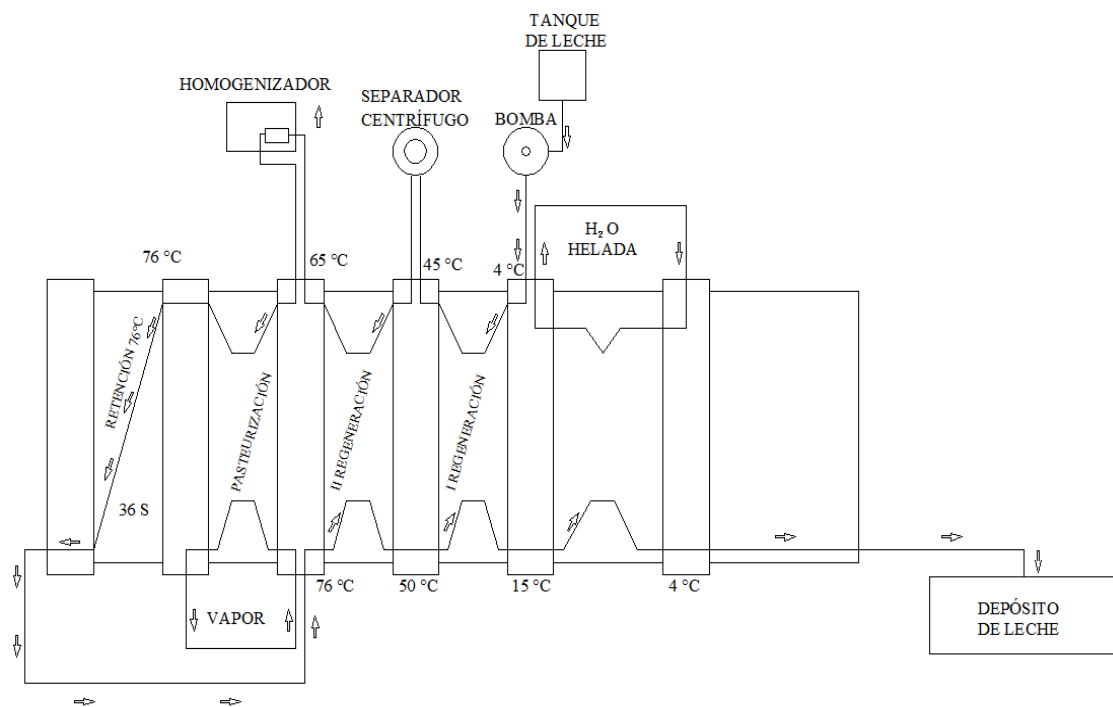 TANQUE
DE LECHE
HOMOGENIZADOR
SEPARADOR
CENTRÍFUGO
BOMBA
H₂ O
HELADA
76 °C
65 °C
45 °C
4 °C
RETENCIÓN 76°C
PASTEURIZACIÓN
II REGENERACIÓN
I REGENERACIÓN
36 S
76 °C
50 °C
15 °C
4 °C
VAPOR
DEPÓSITO
DE LECHE